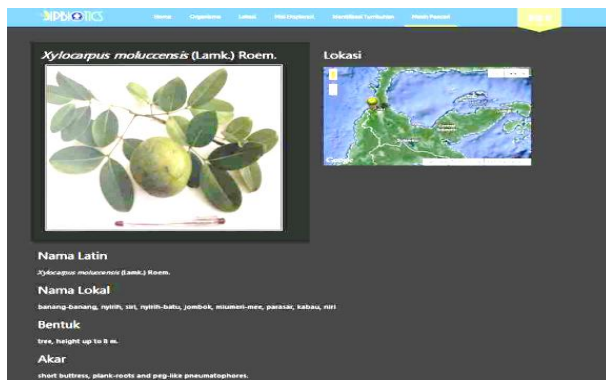 Home Organisme Lokasi
Xylocarpus moluccensis (Lamk.) Roem.
Lokasi
Google
Nama Latin
Xylocarpus moluccensis (Lamk.) Roem.
Nama Lokal
banang-banang, nyirih, siri, nyirih-batu, jombok, miumeri-mee, parasar, kabau, niri
Bentuk
tree, height up to 8 m.
Akar
short buttress, plank-roots and peg-like pneumatophores.